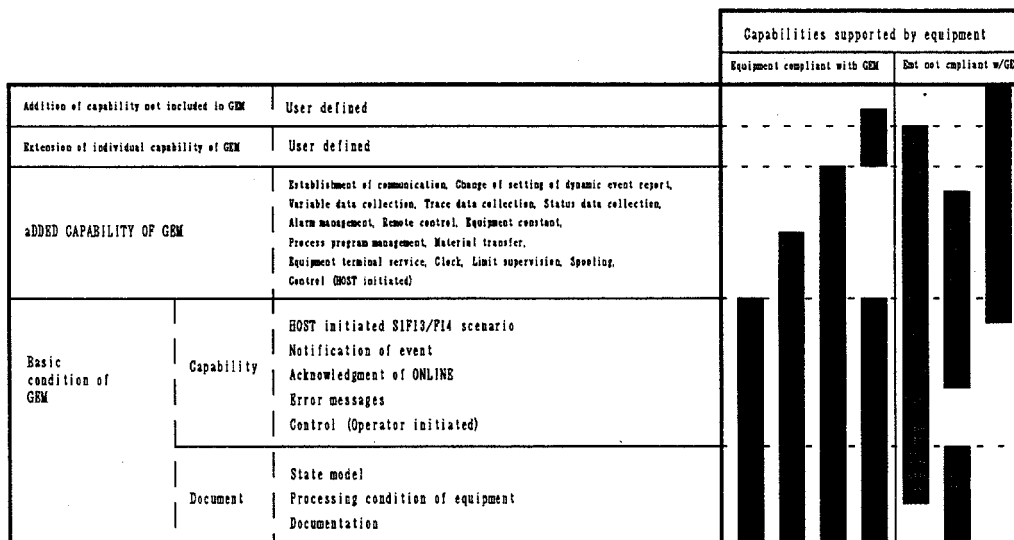 Capabilities supported by equipment
Equipment compliant with GEM
Emt not cmpliant w/GE
Addition of capability not included in GEM
User defined
Extension of individual capability of GEM
User defined
aDDED CAPABILITY OF GEM
Establishment of communication, Change of setting of dynamic event report,
Variable data collection, Trace data collection, Status data collection,
Alarm management, Remote control, Equipment constant,
Process program management, Material transfer,
Equipment terminal service, Clock, Limit supervision, Spooling,
Control (HOST initiated)
Basic
condition of
GEM
Capability
HOST initiated S1F13/F14 scenario
Notification of event
Acknowledgment of ONLINE
Error messages
Control (Operator initiated)
Document
State model
Processing condition of equipment
Documentation